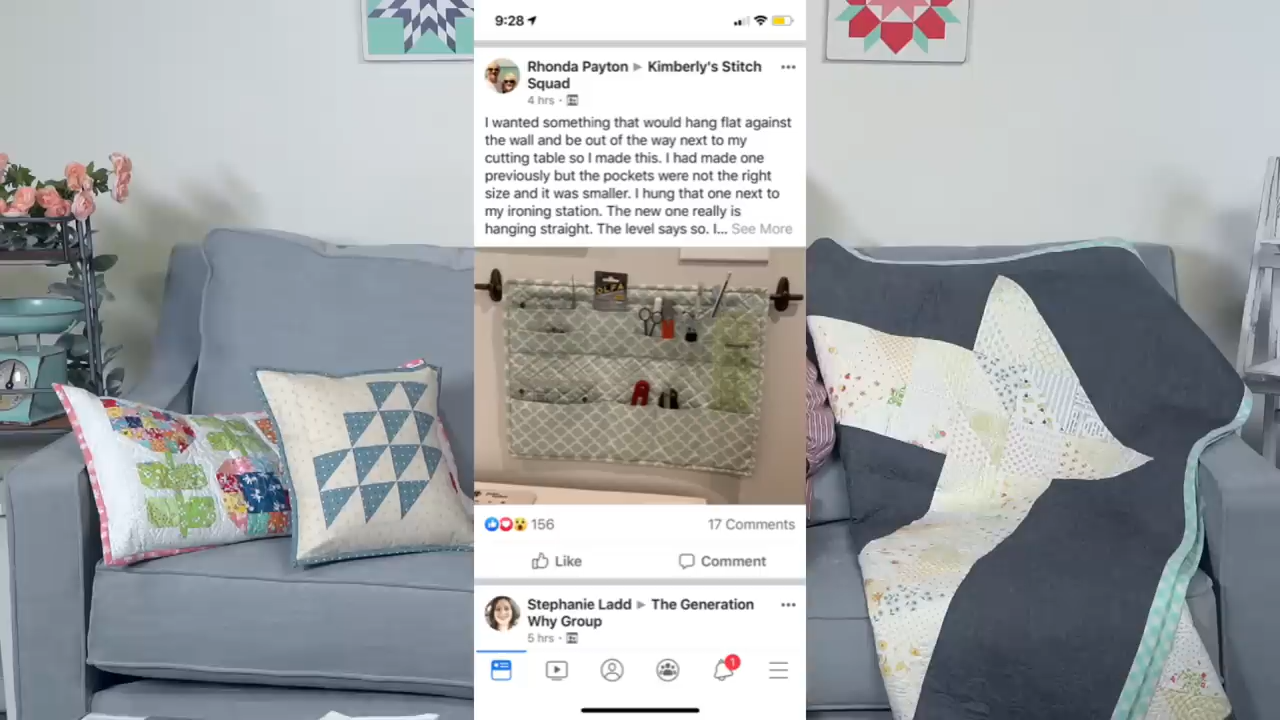 9:28
Rhonda Payton ▶ Kimberly's Stitch
Squad
4 hrs ·
I wanted something that would hang flat against
the wall and be out of the way next to my
cutting table so I made this. I had made one
previously but the pockets were not the right
size and it was smaller. I hung that one next to
my ironing station. The new one really is
hanging straight. The level says so. I... See More
OLFA
156
17 Comments
Like
Comment
Stephanie Ladd ▶ The Generation
Why Group
5 hrs ·
1